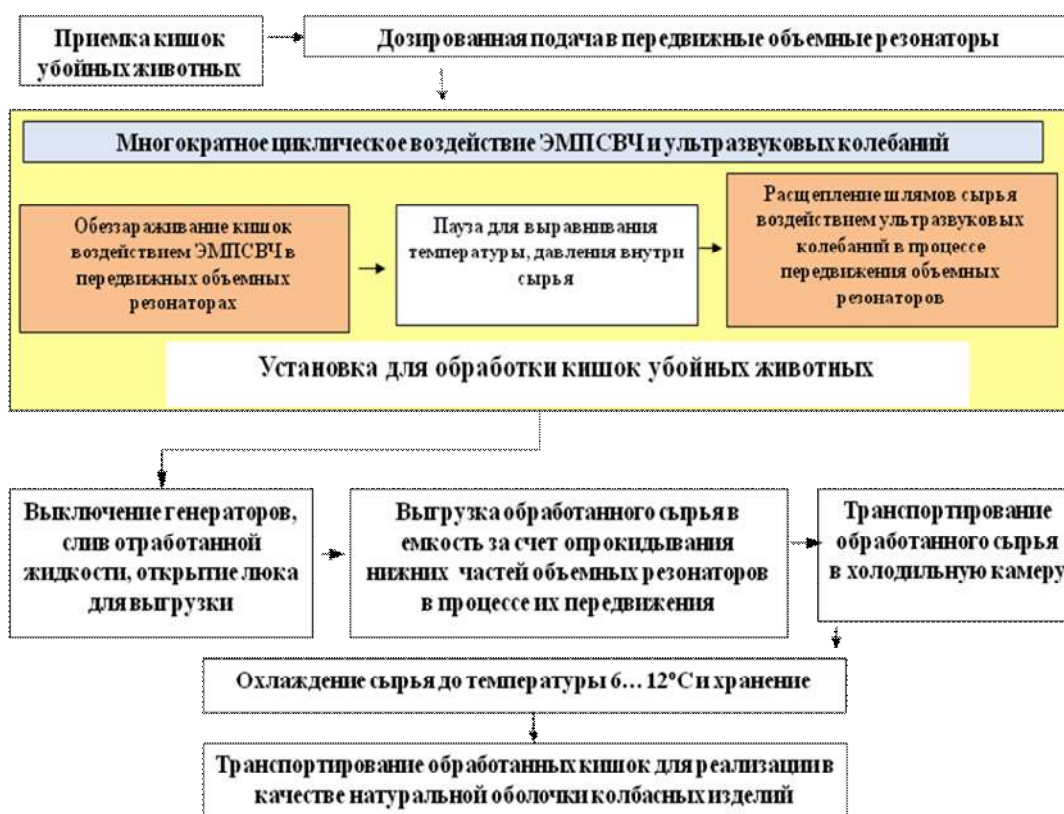 Приемка кишок
убойных животных
Дозированная подача в передвижные объемные резонаторы
Многократное циклическое воздействие ЭМПСВЧ и ультразвуковых колебаний
Обеззараживание кишок
воздействием ЭМПСВЧ в
передвижных объемных
резонаторах
Пауза для выравнивания
температуры, давления внутри
сырья
Расщепление шлямов сырья
воздействием ультразвуковых
колебаний в процессе
передвижения объемных
резонаторов
Установка для обработки кишок убойных животных
Выключение генераторов,
слив отработанной
жидкости, открытие люка
для выгрузки
Выгрузка обработанного сырья в
емкость за счет опрокидывания
нижних частей объемных резонаторов
в процессе их передвижения
Транспортирование
обработанного сырья
в холодильную камеру
Охлаждение сырья до температуры 6... 12°С и хранение
Транспортирование обработанных кишок для реализации в
качестве натуральной оболочки колбасных изделий